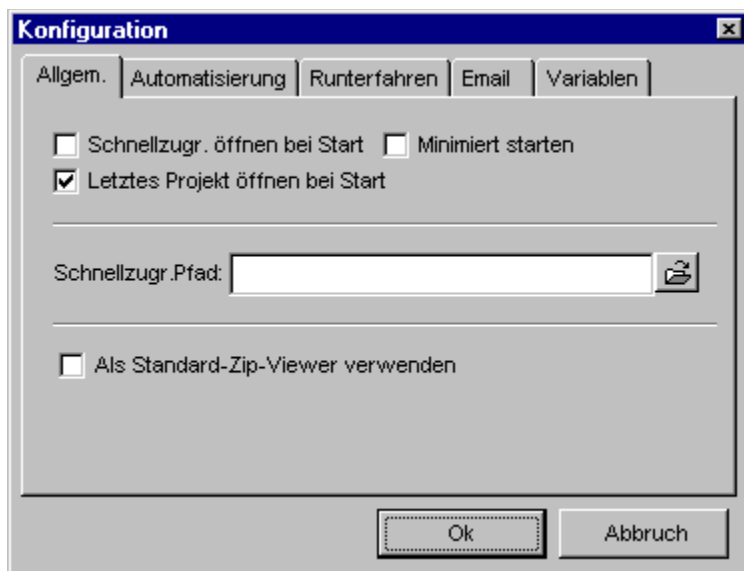 Konfiguration
Allgem. Automatisierung Runterfahren Email Variablen
Schnellzugr. öffnen bei Start Minimiert starten
Letztes Projekt öffnen bei Start
Schnellzugr.Pfad:
Als Standard-Zip-Viewer verwenden
Ok Abbruch